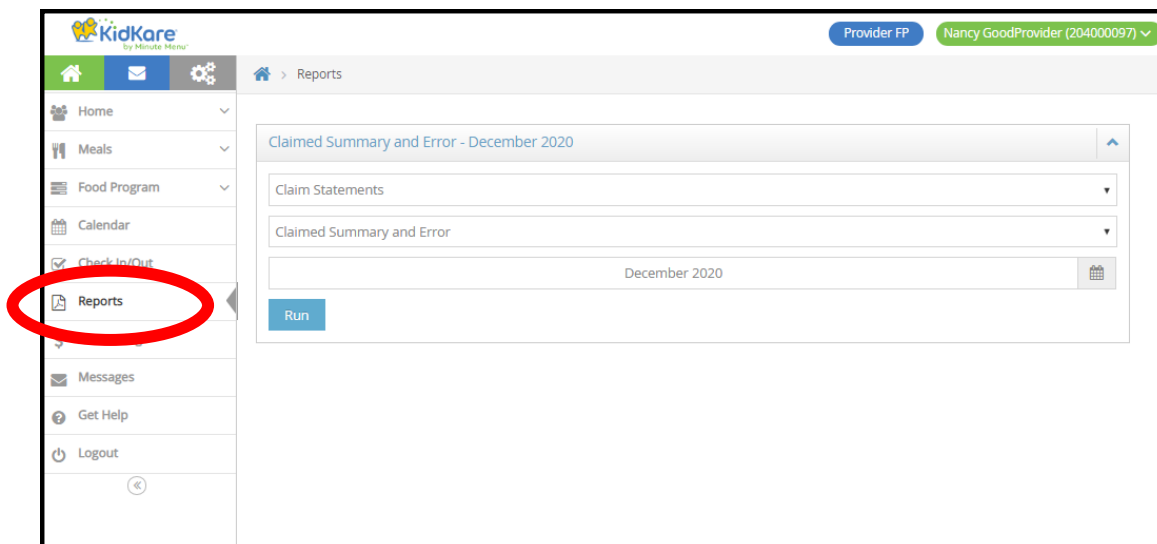 KidKare
by Minute Menu
Provider FP
Nancy GoodProvider (204000097)
Reports
Home
Meals
Food Program
Calendar
Check In/Out
Reports
Messages
Get Help
Logout
Claimed Summary and Error - December 2020
Claim Statements
Claimed Summary and Error
December 2020
Run